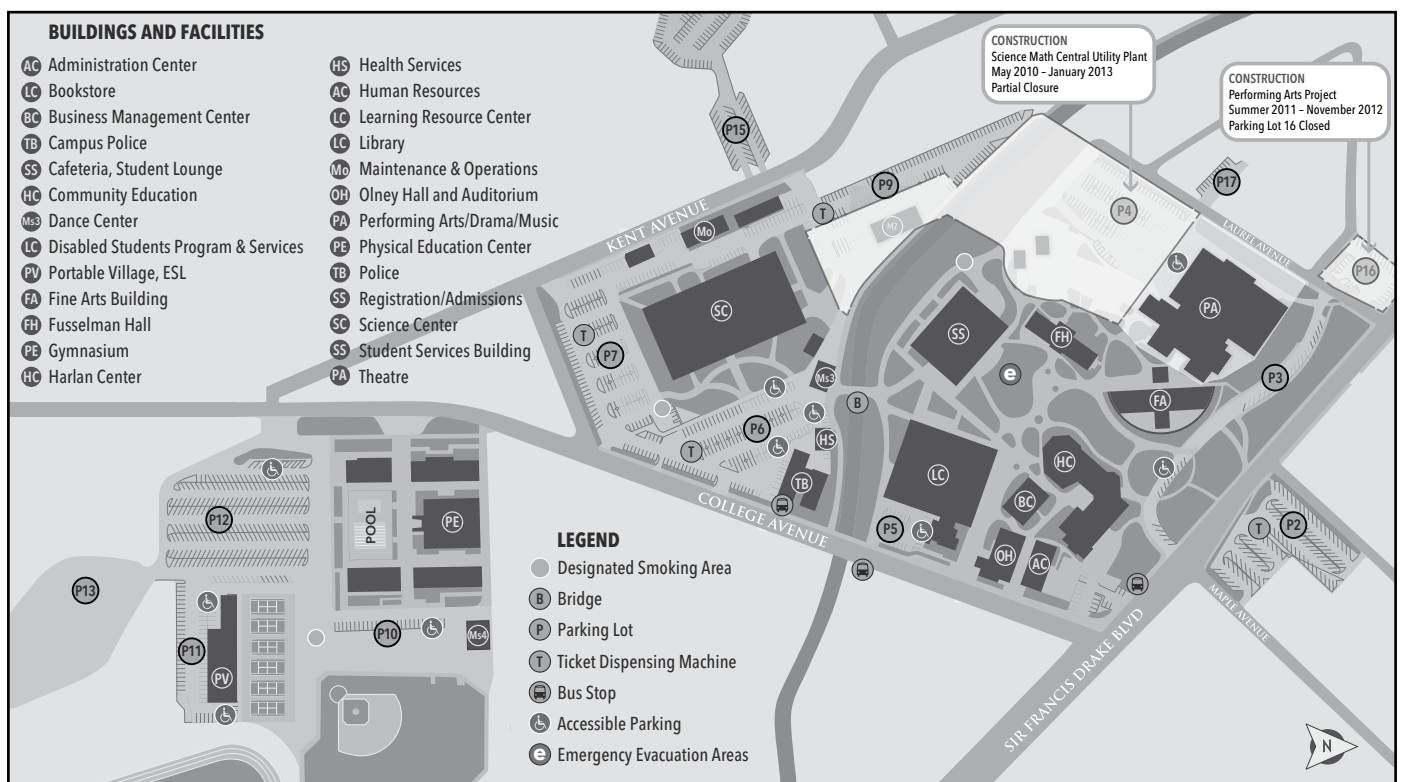 BUILDINGS AND FACILITIES
AC Administration Center
LC Bookstore
BC Business Management Center
TB Campus Police
SS Cafeteria, Student Lounge
HC Community Education
Ms3 Dance Center
LC Disabled Students Program & Services
PV Portable Village, ESL
FA Fine Arts Building
FH Fusselman Hall
PE Gymnasium
HC Harlan Center
HS Health Services
AC Human Resources
LC Learning Resource Center
LC Library
Mo Maintenance & Operations
OH Olney Hall and Auditorium
PA Performing Arts/Drama/Music
PE Physical Education Center
TB Police
SS Registration/Admissions
SC Science Center
SS Student Services Building
PA Theatre
CONSTRUCTION
Science Math Central Utility Plant
May 2010 – January 2013
Partial Closure
CONSTRUCTION
Performing Arts Project
Summer 2011 – November 2012
Parking Lot 16 Closed
P15
P9
P17
P4
T
M2
KENT AVENUE
Mo
LAUREL AVENUE
P16
SC
SS
FH
PA
T
P7
e
Ms3
P3
B
FA
P6
HS
T
LC
HC
TB
BC
COLLEGE AVENUE
P5
OH
AC
T
P2
MAPLE AVENUE
SIR FRANCIS DRAKE BLVD
P12
POOL
PE
P13
P10
Ms4
P11
PV
LEGEND
Designated Smoking Area
B Bridge
P Parking Lot
T Ticket Dispensing Machine
Bus Stop
Accessible Parking
e Emergency Evacuation Areas
N